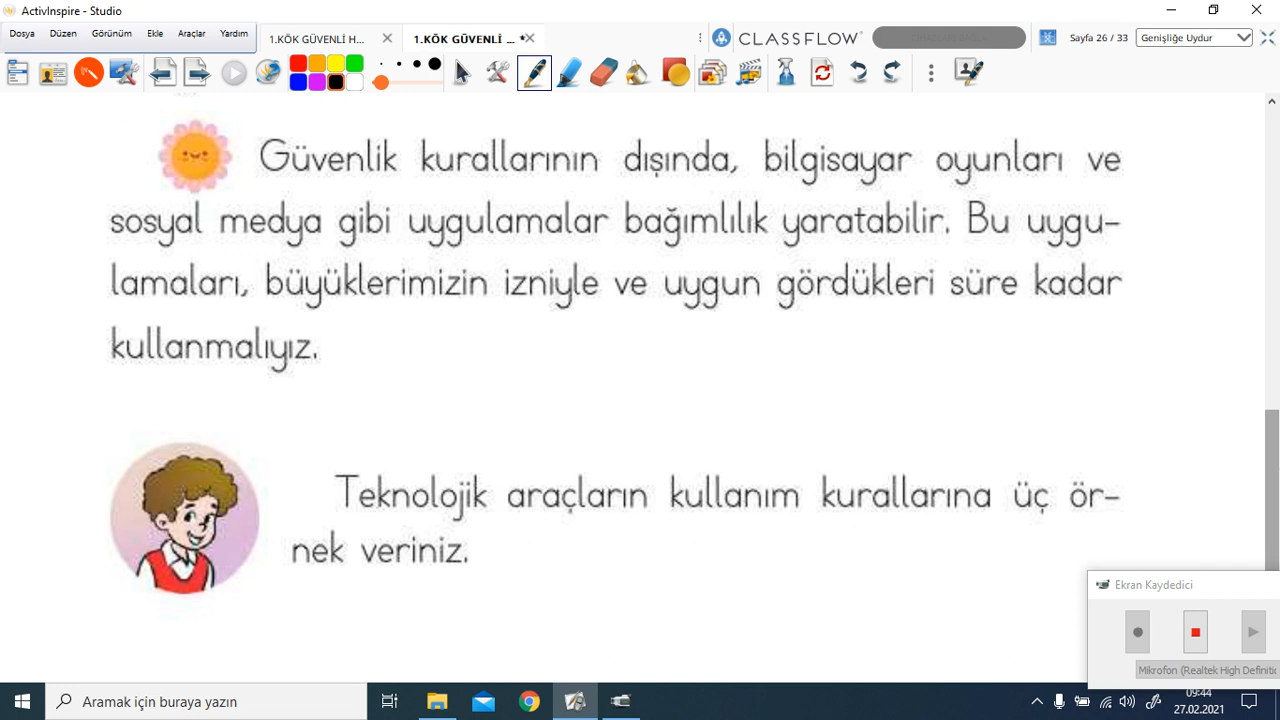 ActivInspire - Studio
Dosya Düzen Görünüm Ekle Araçlar Yardım
1.KÖK GÜVENLİ H...
1.KÖK GÜVENLİ ... *
CLASSFLOW
Sayfa 26 / 33
Genişliğe Uydur
Güvenlik kurallarının dışında, bilgisayar oyunları ve
sosyal medya gibi uygulamalar bağımlılık yaratabilir. Bu uygu-
lamaları, büyüklerimizin izniyle ve uygun gördükleri süre kadar
kullanmalıyız.
Teknolojik araçların kullanım kurallarına üç ör-
nek veriniz.
Ekran Kaydedici
Mikrofon (Realtek High Definitic
Aramak için buraya yazın
09:44
27.02.2021